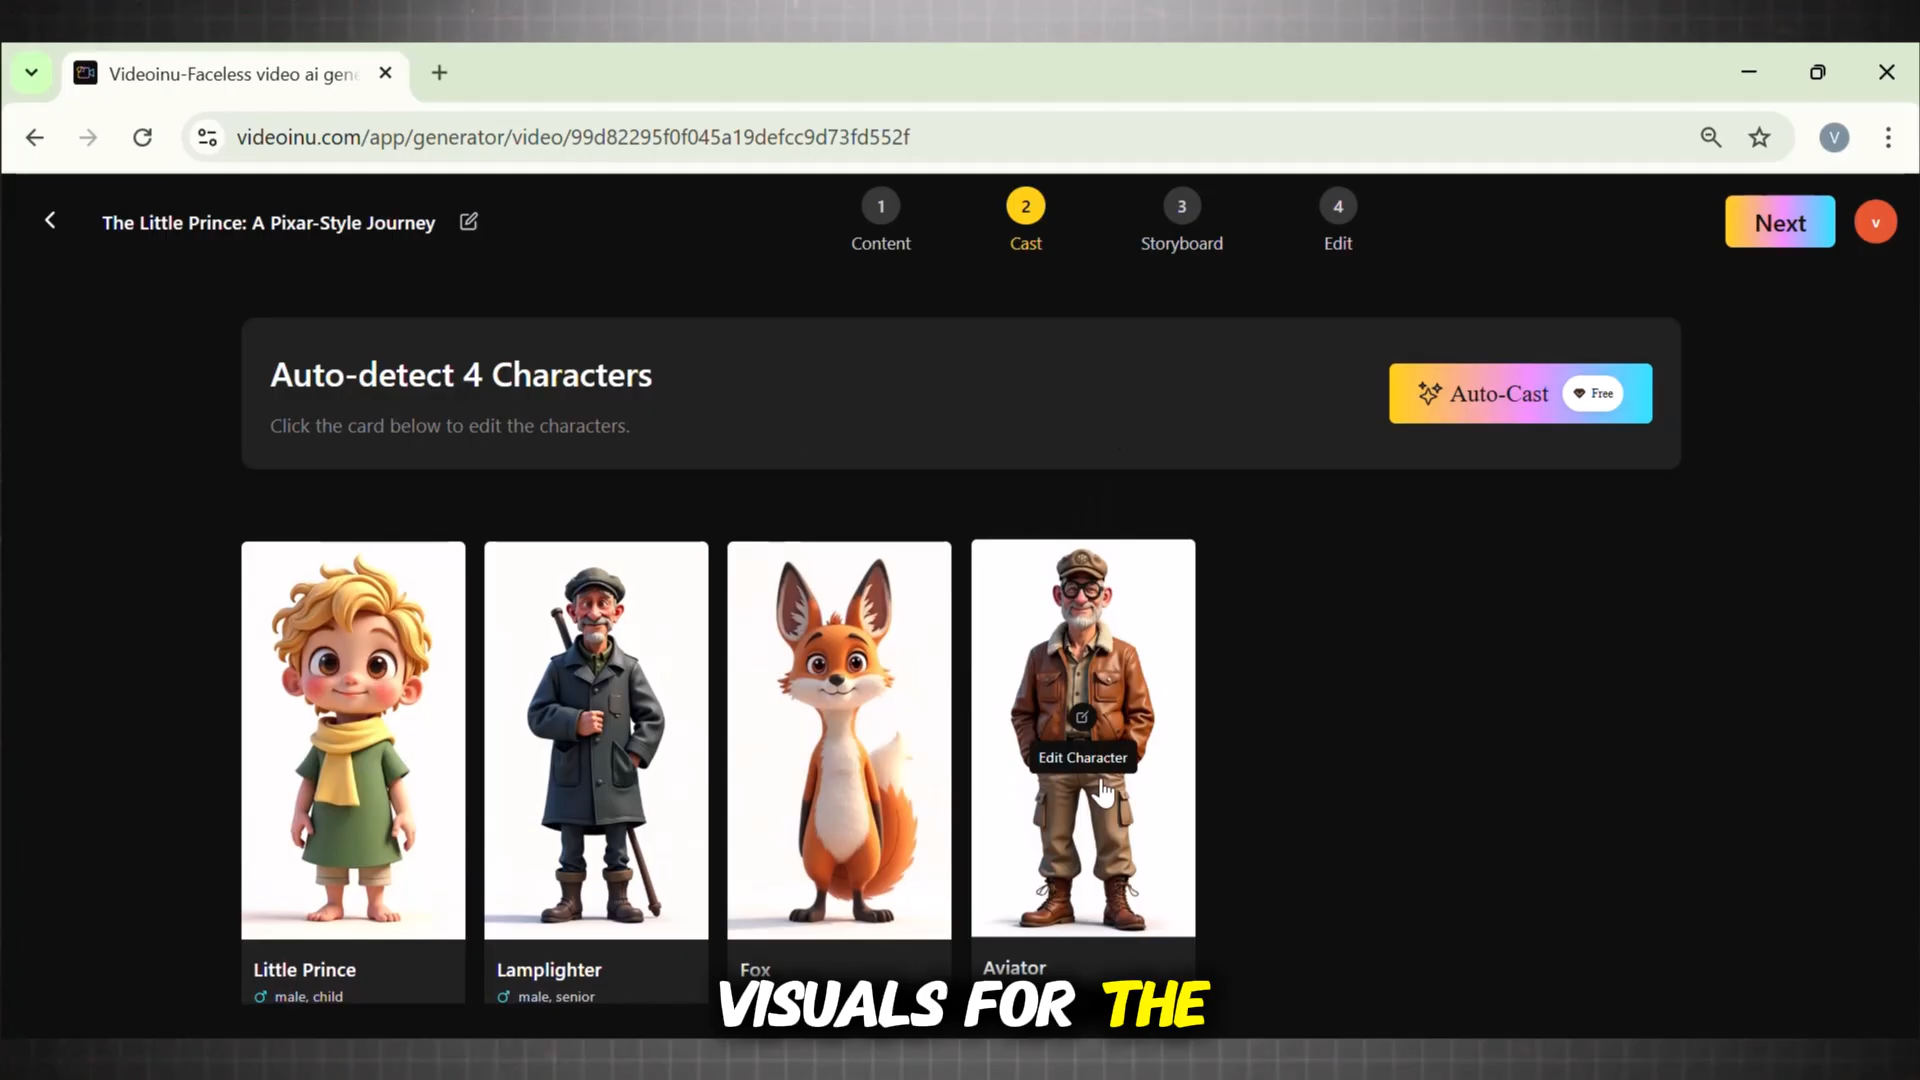 Videoinu-Faceless video ai gene
videoinu.com/app/generator/video/99d82295f0f045a19defcc9d73fd552f
V
The Little Prince: A Pixar-Style Journey
1
Content
2
Cast
3
Storyboard
4
Edit
Next
v
Auto-detect 4 Characters
Click the card below to edit the characters.
Auto-Cast
Free
Edit Character
Little Prince
male, child
Lamplighter
male, senior
Fox
Aviator
VISUALS FOR THE